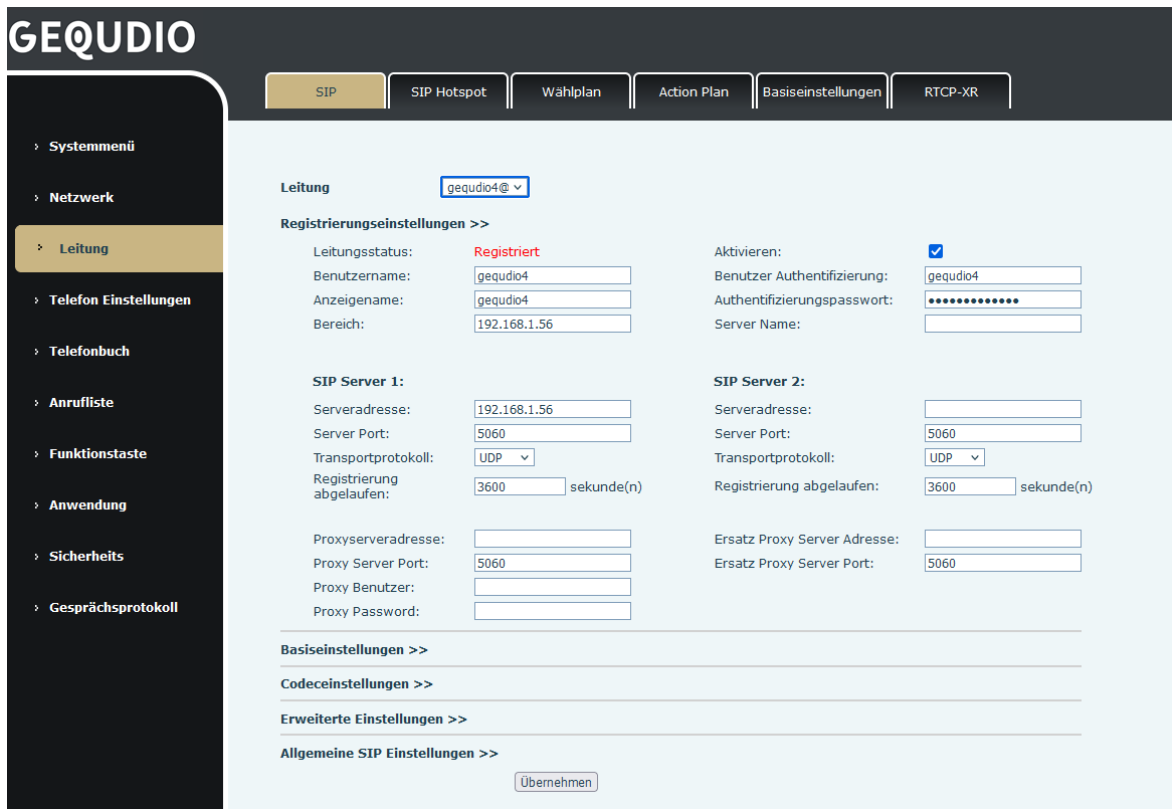 GEQUDIO
SIP
SIP Hotspot
Wählplan
Action Plan
Basiseinstellungen
RTCP-XR
› Systemmenü
› Netzwerk
› Leitung
› Telefon Einstellungen
› Telefonbuch
› Anrufliste
› Funktionstaste
› Anwendung
› Sicherheits
› Gesprächsprotokoll
Leitung gequdio4@
Registrierungseinstellungen >>
Leitungsstatus: Registriert Aktivieren:
Benutzername: gequdio4 Benutzer Authentifizierung: gequdio4
Anzeigename: gequdio4 Authentifizierungspasswort: •••••••••••••
Bereich: 192.168.1.56 Server Name:
SIP Server 1: SIP Server 2:
Serveradresse: 192.168.1.56 Serveradresse:
Server Port: 5060 Server Port: 5060
Transportprotokoll: UDP Transportprotokoll: UDP
Registrierung
abgelaufen: 3600 sekunde(n) Registrierung abgelaufen: 3600 sekunde(n)
Proxyserveradresse: Ersatz Proxy Server Adresse:
Proxy Server Port: 5060 Ersatz Proxy Server Port: 5060
Proxy Benutzer:
Proxy Password:
Basiseinstellungen >>
Codeceinstellungen >>
Erweiterte Einstellungen >>
Allgemeine SIP Einstellungen >>
Übernehmen